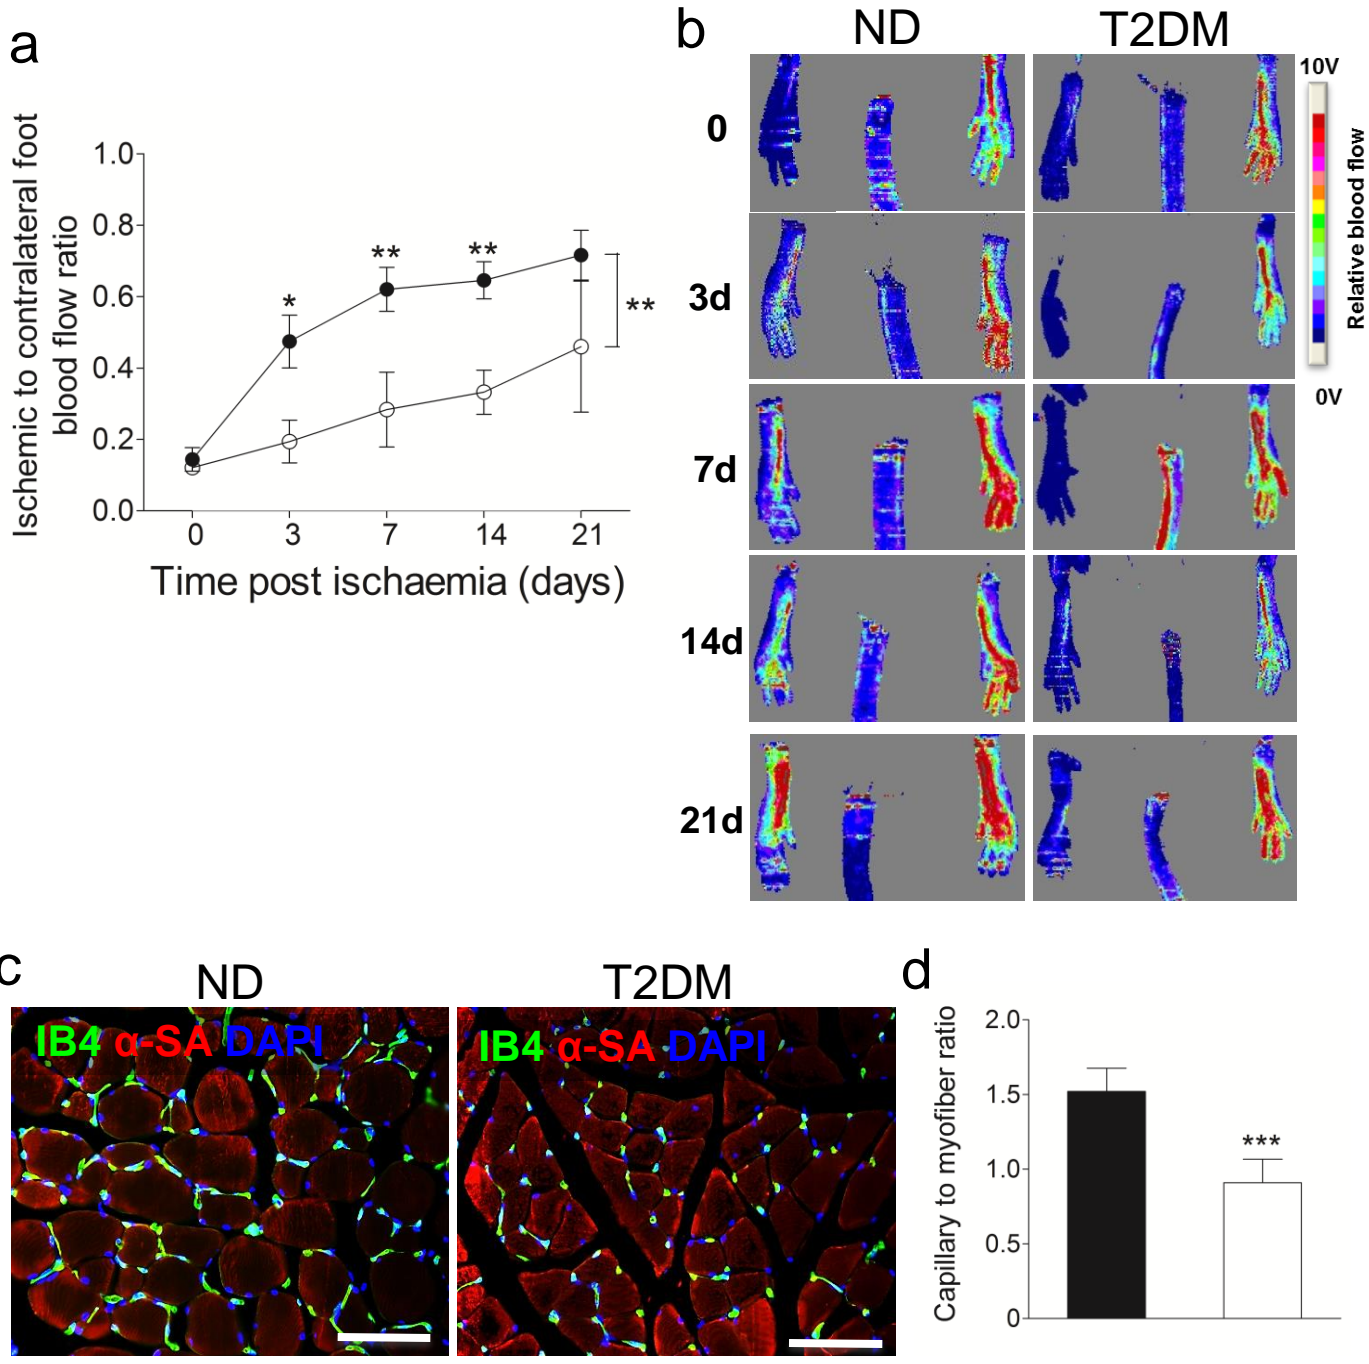 a
Ischemic to contralateral foot
blood flow ratio
1.0
0.8
0.6
0.4
0.2
0.0
*
**
**
**
0 3 7 14 21
Time post ischaemia (days)
b
ND T2DM
0
3d
7d
14d
21d
10V
Relative blood flow
0V
c
ND T2DM
IB4 α-SA DAPI
IB4 α-SA DAPI
d
Capillary to myofiber ratio
2.0
1.5
1.0
0.5
0
***